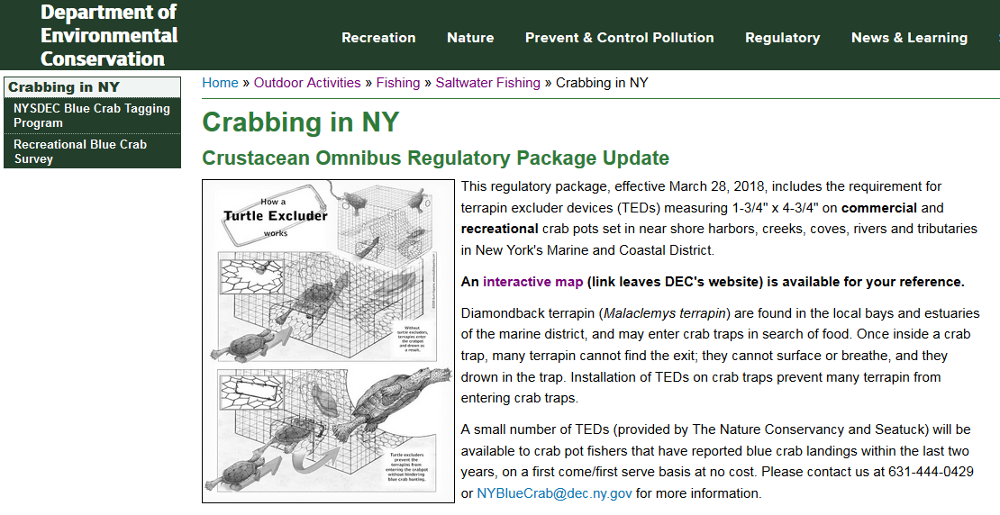 Department of
Environmental
Conservation
Recreation Nature Prevent & Control Pollution Regulatory News & Learning
Crabbing in NY
NYSDEC Blue Crab Tagging
Program
Recreational Blue Crab
Survey
Home » Outdoor Activities » Fishing » Saltwater Fishing » Crabbing in NY
Crabbing in NY
Crustacean Omnibus Regulatory Package Update
How a
Turtle Excluder
works
Without
turtle excluders,
terrapins enter
the crabpot
and drown as
a result.
Turtle excluders
prevent the
terrapins from
entering the crabpot
without hindering
blue crab hunting.
This regulatory package, effective March 28, 2018, includes the requirement for
terrapin excluder devices (TEDs) measuring 1-3/4" x 4-3/4" on commercial and
recreational crab pots set in near shore harbors, creeks, coves, rivers and tributaries
in New York's Marine and Coastal District.
An interactive map (link leaves DEC's website) is available for your reference.
Diamondback terrapin (Malaclemys terrapin) are found in the local bays and estuaries
of the marine district, and may enter crab traps in search of food. Once inside a crab
trap, many terrapin cannot find the exit; they cannot surface or breathe, and they
drown in the trap. Installation of TEDs on crab traps prevent many terrapin from
entering crab traps.
A small number of TEDs (provided by The Nature Conservancy and Seatuck) will be
available to crab pot fishers that have reported blue crab landings within the last two
years, on a first come/first serve basis at no cost. Please contact us at 631-444-0429
or NYBlueCrab@dec.ny.gov for more information.